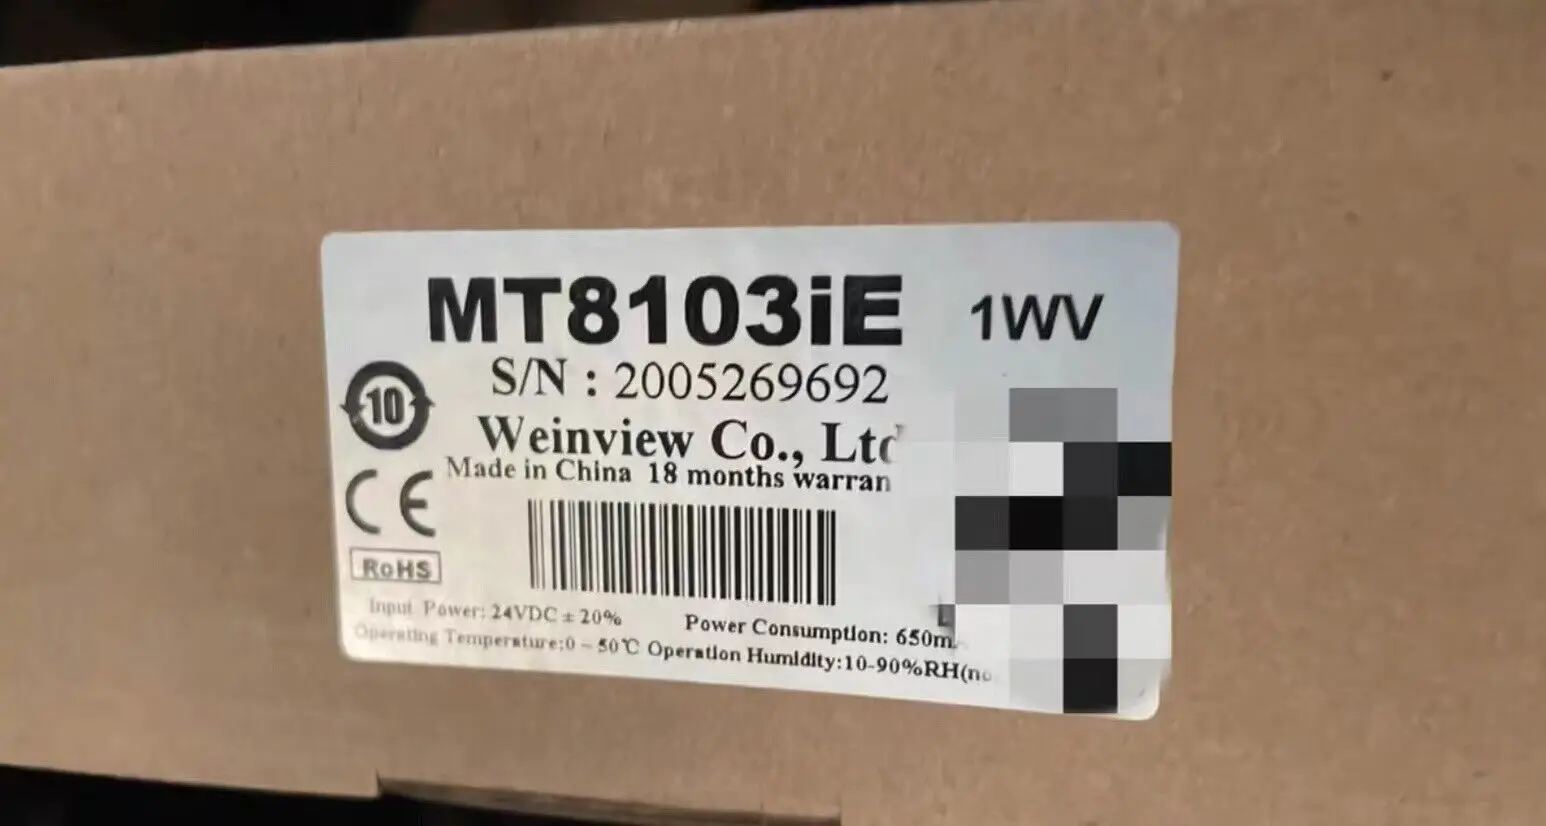 MT8103iE 1WV
S/N : 2005269692
10
Weinview Co., Ltd
Made in China 18 months warran
CE
RoHS
Input Power: 24VDC ± 20% Power Consumption: 650m
Operating Temperature:0 ~ 50℃ Operation Humidity:10-90%RH(no